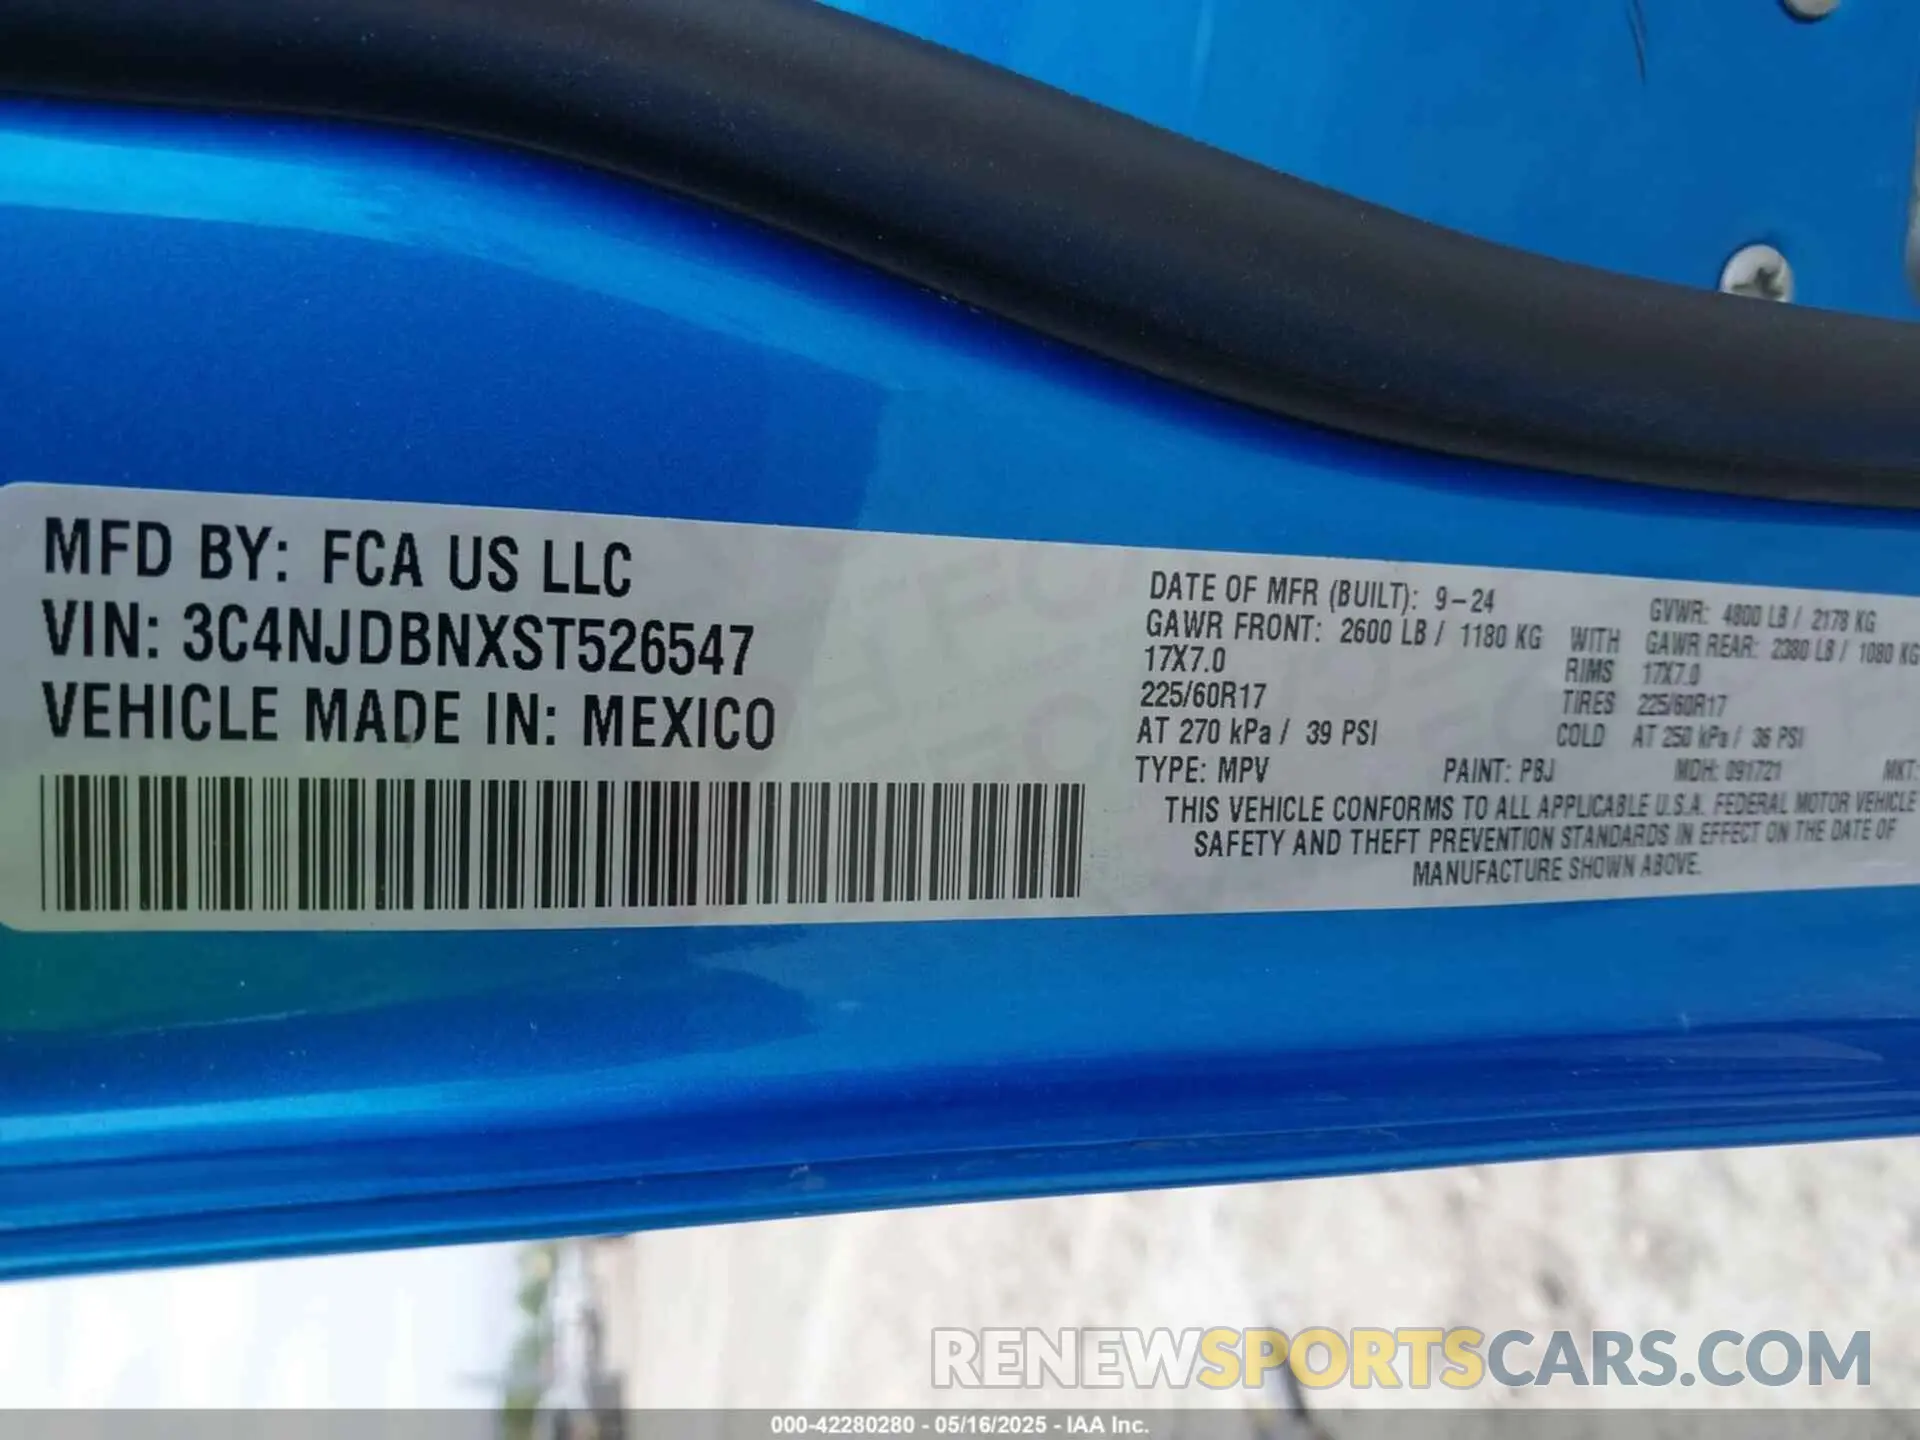 MFD BY: FCA US LLC
VIN: 3C4NJDBNXST526547
VEHICLE MADE IN: MEXICO
DATE OF MFR (BUILT): 9-24 GVWR: 4800 LB / 2178 KG
GAWR FRONT: 2600 LB / 1180 KG WITH GAWR REAR: 2380 LB / 1080 KG
17X7.0 RIMS 17X7.0
225/60R17 TIRES 225/60R17
AT 270 kPa / 39 PSI COLD AT 250 kPa / 36 PSI
TYPE: MPV PAINT: PBJ MDH: 091721 MKT:
THIS VEHICLE CONFORMS TO ALL APPLICABLE U.S.A. FEDERAL MOTOR VEHICLE
SAFETY AND THEFT PREVENTION STANDARDS IN EFFECT ON THE DATE OF
MANUFACTURE SHOWN ABOVE.
RENEWSPORTSCARS.COM
000-42280280 - 05/16/2025 - IAA Inc.